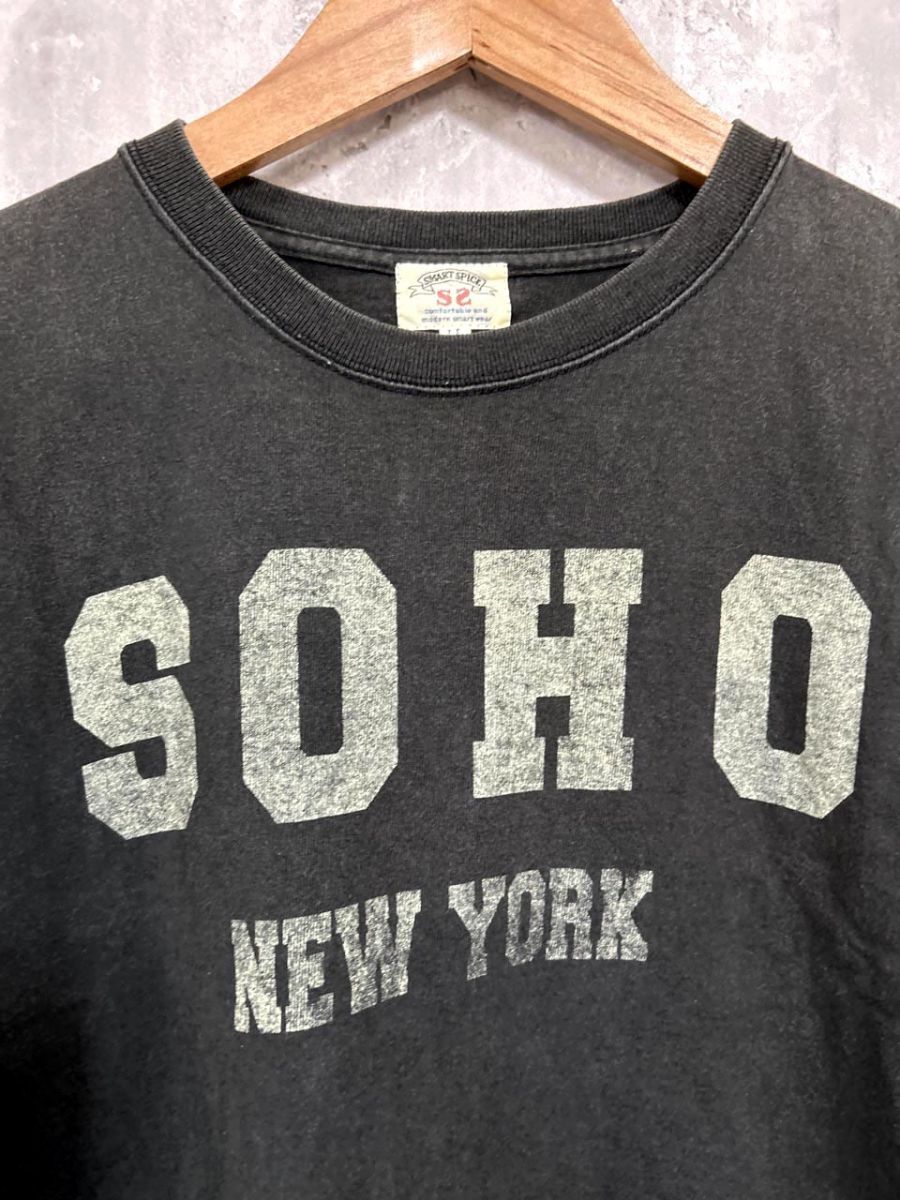 SMART SPICE
SS
comfortable and
modern smart wear
SOHO
NEW YORK